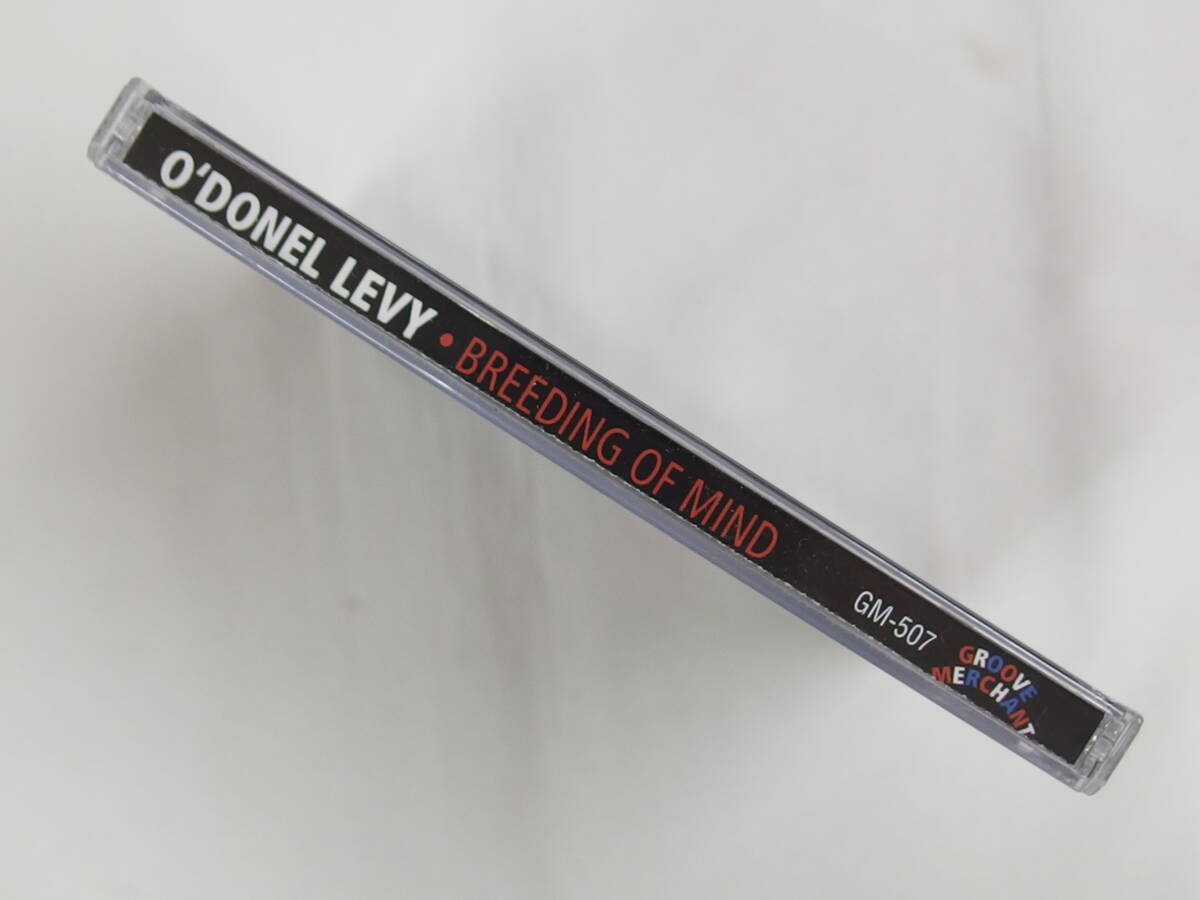 O'DONEL LEVY • BREEDING OF MIND
GM-507
GROOVE
MERCHANT